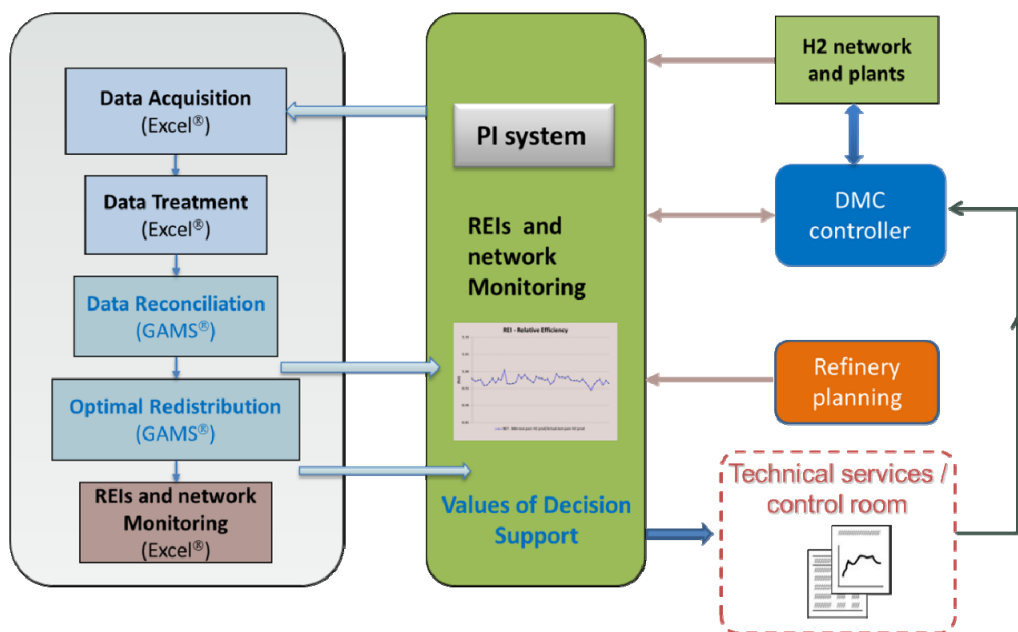 Data Acquisition
(Excel®)
Data Treatment
(Excel®)
Data Reconciliation
(GAMS®)
Optimal Redistribution
(GAMS®)
REIs and network
Monitoring
(Excel®)
PI system
REIs and
network
Monitoring
REI - Relative Efficiency
Values of Decision
Support
H2 network
and plants
DMC
controller
Refinery
planning
Technical services /
control room